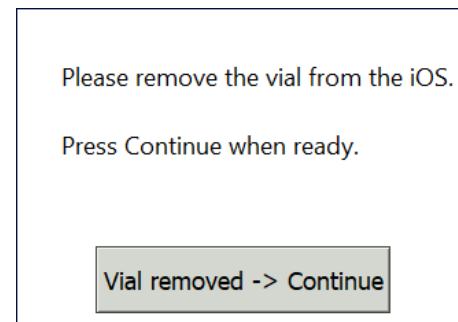 Please remove the vial from the iOS.
Press Continue when ready.
Vial removed -> Continue